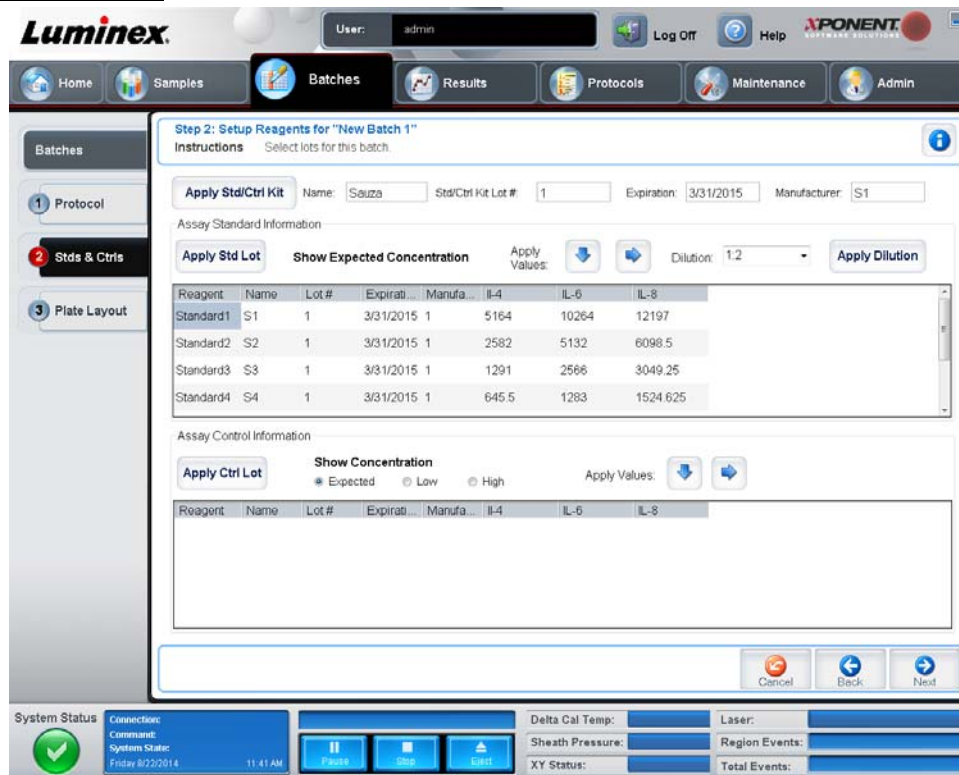 Luminex.
User: admin
Log Off
Help
XPONENT
SOFTWARE SOLUTIONS
Home
Samples
Batches
Results
Protocols
Maintenance
Admin
Batches
1 Protocol
2 Stds & Ctrls
3 Plate Layout
Step 2: Setup Reagents for "New Batch 1"
Instructions Select lots for this batch.
Apply Std/Ctrl Kit Name: Sauza Std/Ctrl Kit Lot #: 1 Expiration: 3/31/2015 Manufacturer: S1
Assay Standard Information
Apply Std Lot Show Expected Concentration Apply Values: Dilution: 1:2 Apply Dilution
Reagent Name Lot # Expirati... Manufa... Il-4 IL-6 IL-8
Standard1 S1 1 3/31/2015 1 5164 10264 12197
Standard2 S2 1 3/31/2015 1 2582 5132 6098.5
Standard3 S3 1 3/31/2015 1 1291 2566 3049.25
Standard4 S4 1 3/31/2015 1 645.5 1283 1524.625
Assay Control Information
Apply Ctrl Lot Show Concentration Apply Values:
Expected Low High
Reagent Name Lot # Expirati... Manufa... Il-4 IL-6 IL-8
Cancel Back Next
System Status
Connection:
Command:
System State:
Friday 8/22/2014 11:41 AM
Pause Stop Eject
Delta Cal Temp: Laser:
Sheath Pressure: Region Events:
XY Status: Total Events: